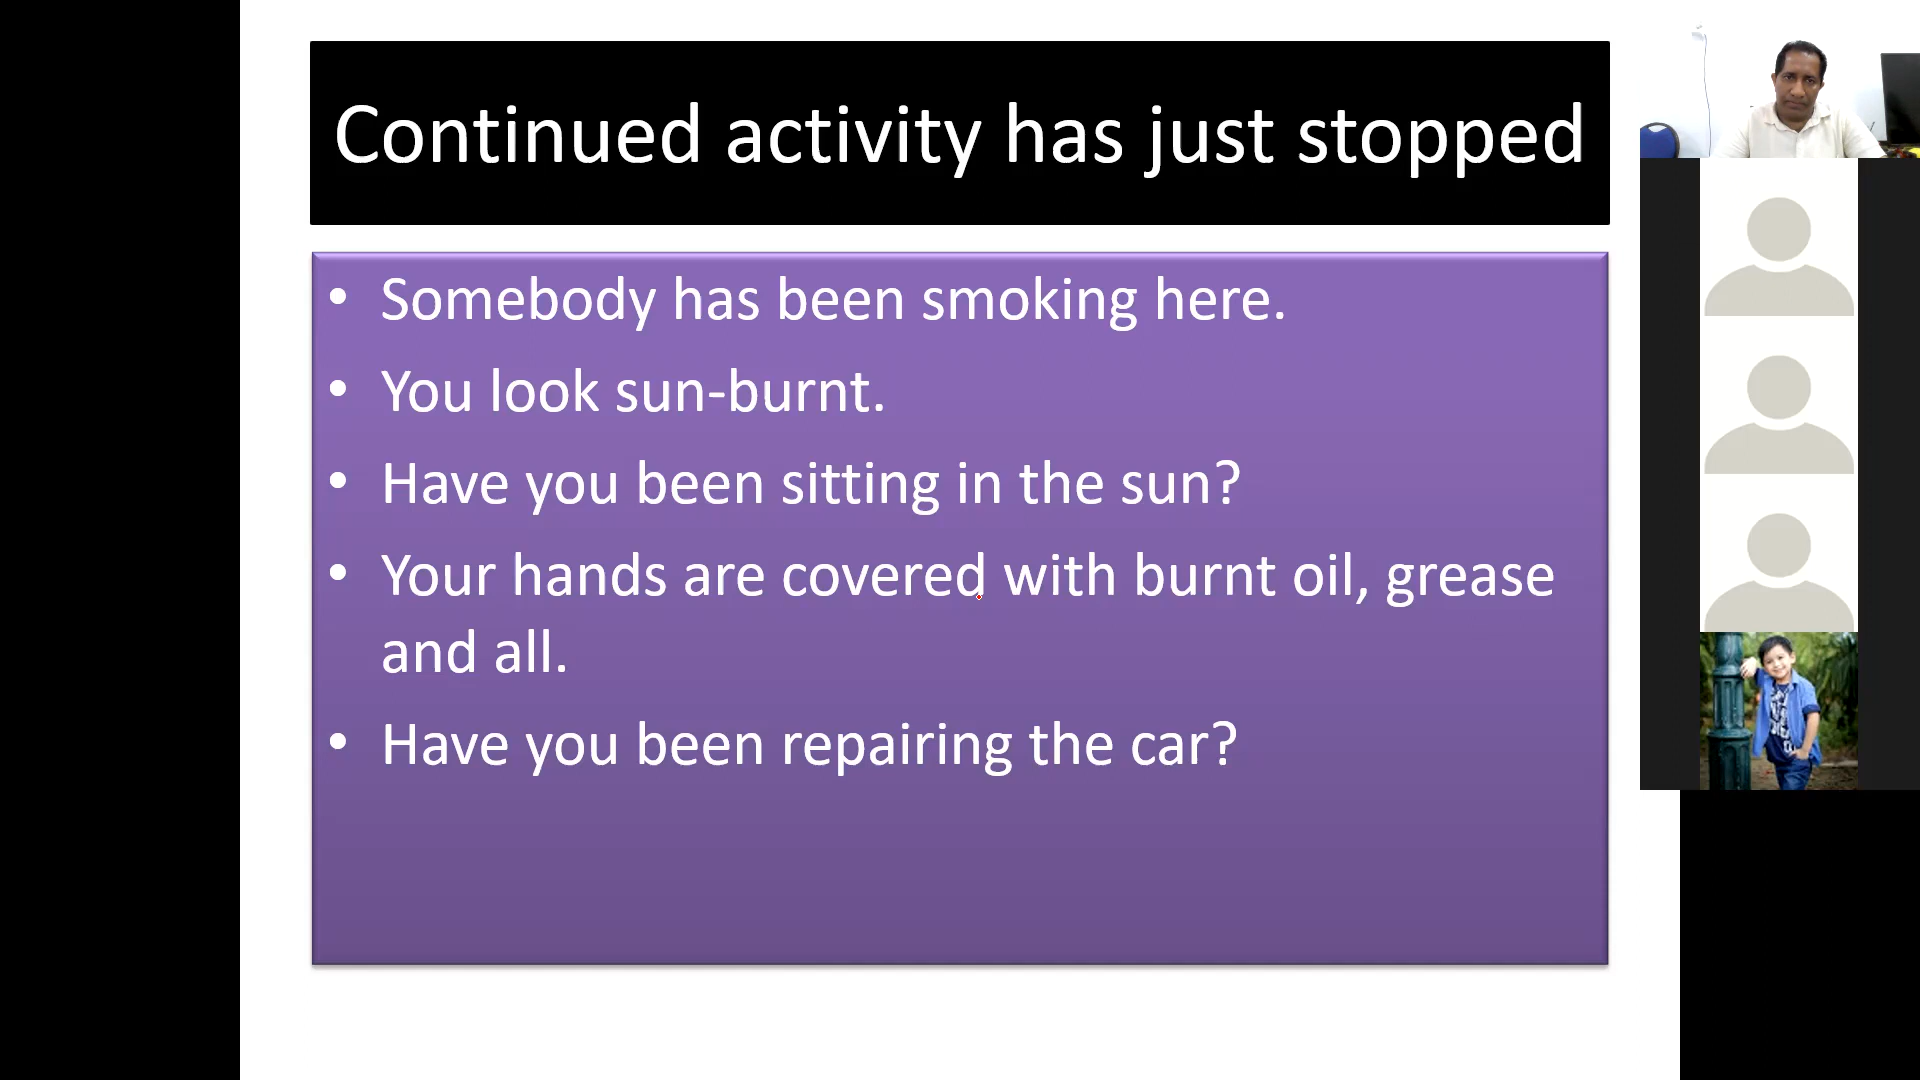 Continued activity has just stopped
• Somebody has been smoking here.
• You look sun-burnt.
• Have you been sitting in the sun?
• Your hands are covered with burnt oil, grease
and all.
• Have you been repairing the car?